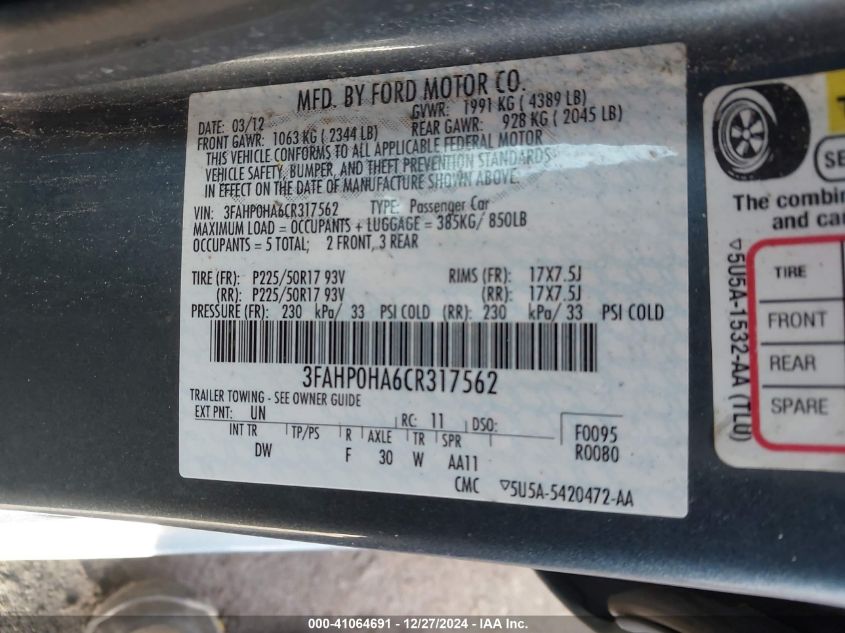 MFD. BY FORD MOTOR CO.
DATE: 03/12 GVWR: 1991 KG ( 4389 LB)
FRONT GAWR: 1063 KG ( 2344 LB) REAR GAWR: 928 KG ( 2045 LB)
THIS VEHICLE CONFORMS TO ALL APPLICABLE FEDERAL MOTOR
VEHICLE SAFETY, BUMPER, AND THEFT PREVENTION STANDARDS
IN EFFECT ON THE DATE OF MANUFACTURE SHOWN ABOVE.
VIN: 3FAHP0HA6CR317562 TYPE: Passenger Car
MAXIMUM LOAD = OCCUPANTS + LUGGAGE = 385KG/ 850LB
OCCUPANTS = 5 TOTAL; 2 FRONT, 3 REAR
TIRE (FR): P225/50R17 93V RIMS (FR): 17X7.5J
(RR): P225/50R17 93V (RR): 17X7.5J
PRESSURE (FR): 230 kPa/ 33 PSI COLD (RR): 230 kPa/ 33 PSI COLD
3FAHP0HA6CR317562
TRAILER TOWING - SEE OWNER GUIDE
EXT PNT: UN RC: 11 DSO: F0095
INT TR TP/PS R AXLE TR SPR R0080
DW F 30 W AA11
CMC ▽5U5A-5420472-AA
SE
The combin
and car
▽5U5A-1532-AA (TLU)
TIRE
FRONT
REAR
SPARE
000-41064691 - 12/27/2024 - IAA Inc.